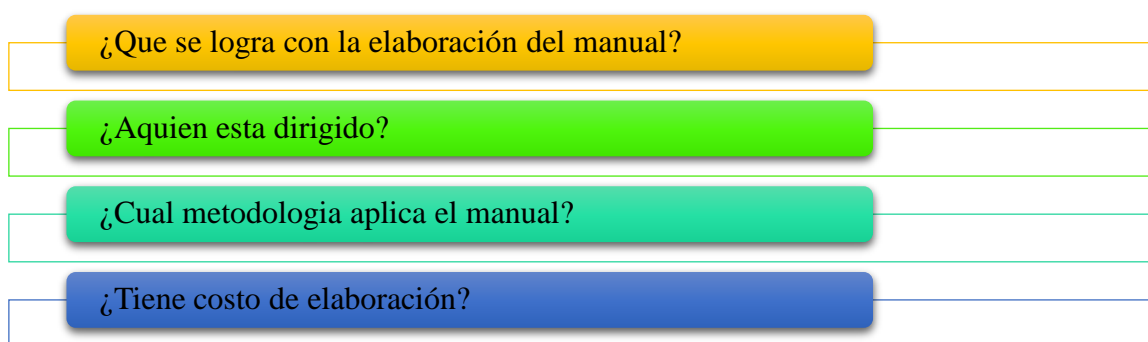 ¿Que se logra con la elaboración del manual?
¿Aquien esta dirigido?
¿Cual metodologia aplica el manual?
¿Tiene costo de elaboración?